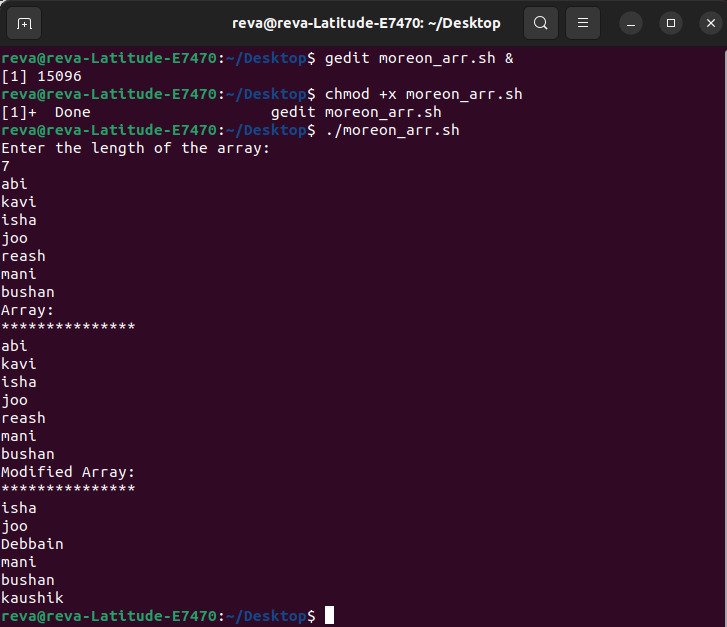 reva@reva-Latitude-E7470: ~/Desktop
reva@reva-Latitude-E7470:~/Desktop$ gedit moreon_arr.sh &
[1] 15096
reva@reva-Latitude-E7470:~/Desktop$ chmod +x moreon_arr.sh
[1]+  Done                    gedit moreon_arr.sh
reva@reva-Latitude-E7470:~/Desktop$ ./moreon_arr.sh
Enter the length of the array:
7
abi
kavi
isha
joo
reash
mani
bushan
Array:
***************
abi
kavi
isha
joo
reash
mani
bushan
Modified Array:
***************
isha
joo
Debbain
mani
bushan
kaushik
reva@reva-Latitude-E7470:~/Desktop$